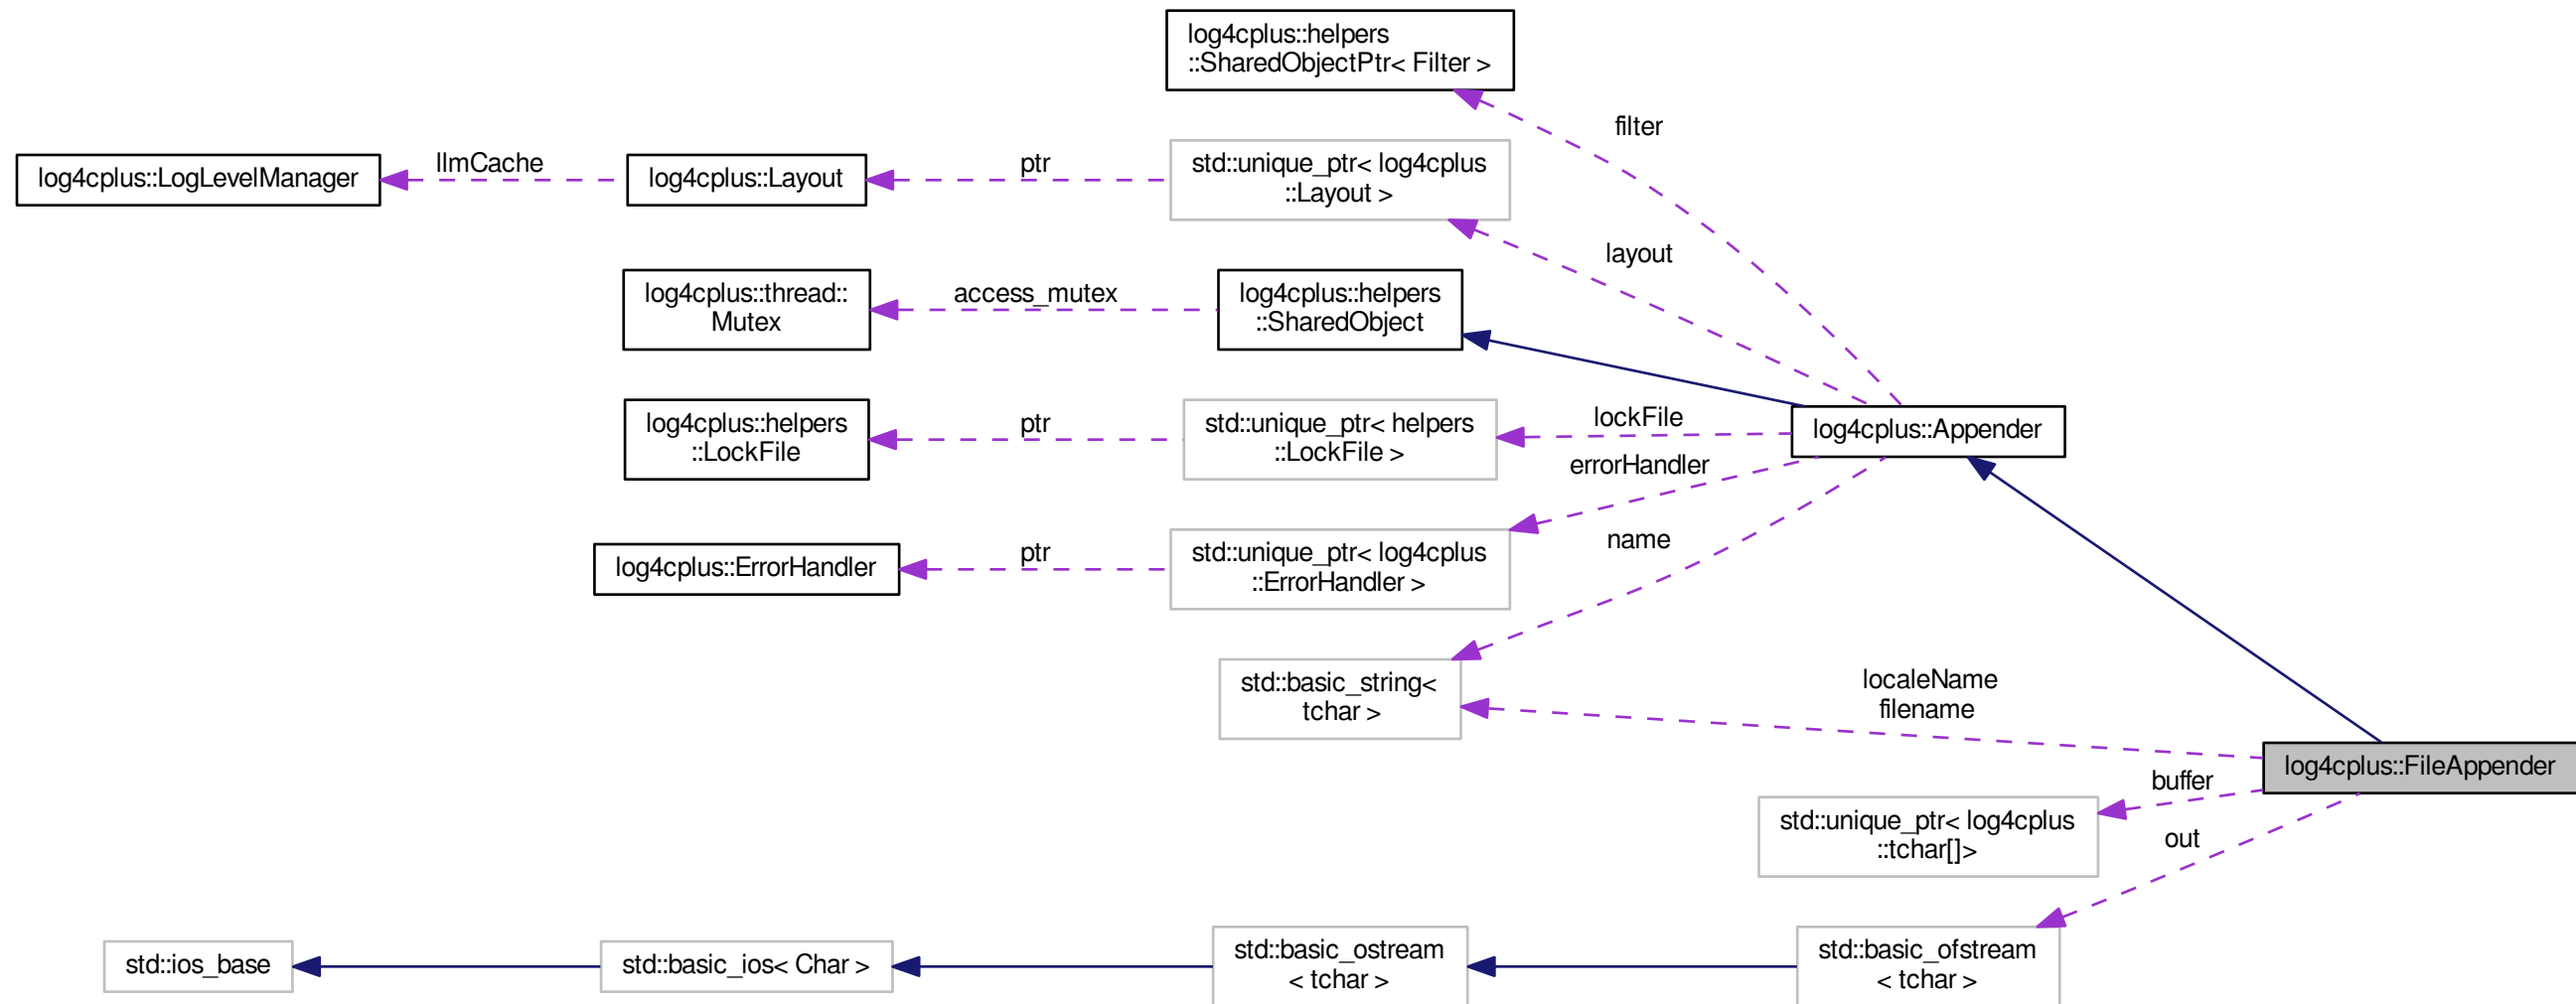 log4cplus::helpers
::SharedObjectPtr< Filter >
filter
log4cplus::LogLevelManager
llmCache
log4cplus::Layout
ptr
std::unique_ptr< log4cplus
::Layout >
layout
log4cplus::thread::
Mutex
access_mutex
log4cplus::helpers
::SharedObject
log4cplus::helpers
::LockFile
ptr
std::unique_ptr< helpers
::LockFile >
lockFile
log4cplus::Appender
errorHandler
log4cplus::ErrorHandler
ptr
std::unique_ptr< log4cplus
::ErrorHandler >
name
std::basic_string<
tchar >
localeName
filename
log4cplus::FileAppender
buffer
std::unique_ptr< log4cplus
::tchar[]>
out
std::ios_base
std::basic_ios< Char >
std::basic_ostream
< tchar >
std::basic_ofstream
< tchar >